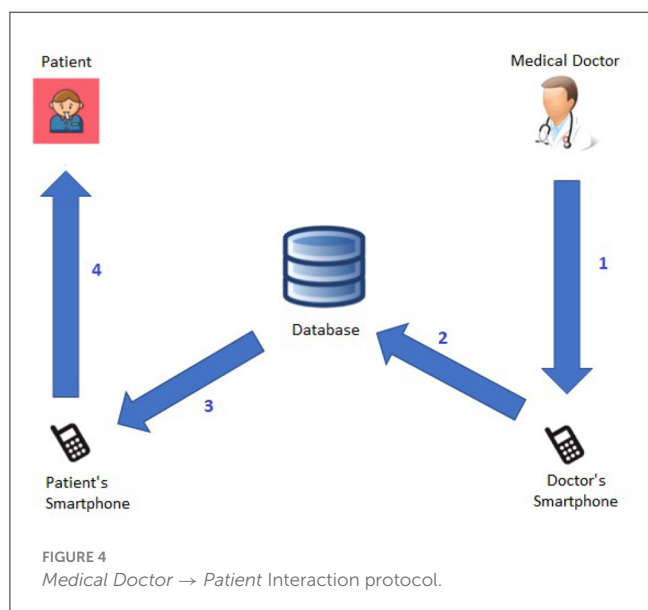 Patient
Medical Doctor
4
1
Database
2
3
Patient's
Smartphone
Doctor's
Smartphone
FIGURE 4
Medical Doctor → Patient Interaction protocol.